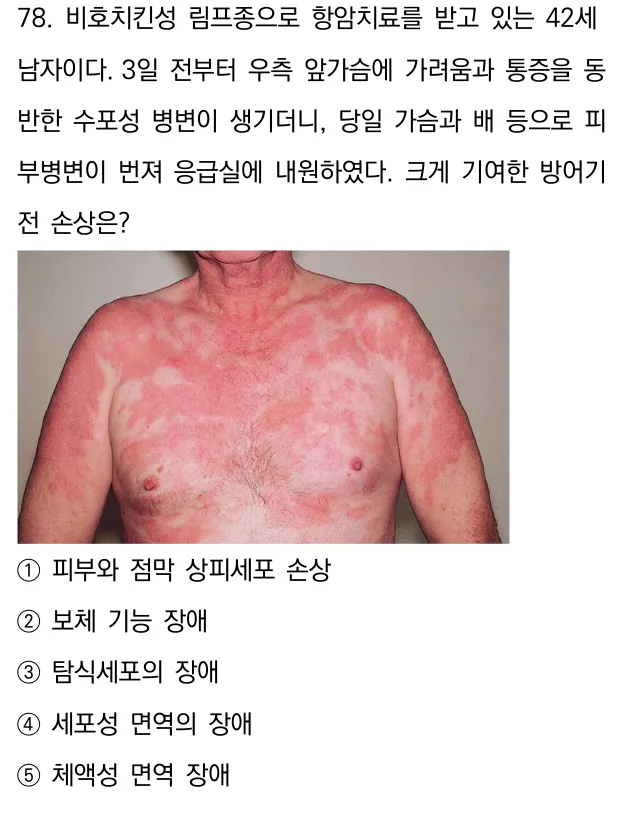 78. 비호치킨성 림프종으로 항암치료를 받고 있는 42세
남자이다. 3일 전부터 우측 앞가슴에 가려움과 통증을 동
반한 수포성 병변이 생기더니, 당일 가슴과 배 등으로 피
부병변이 번져 응급실에 내원하였다. 크게 기여한 방어기
전 손상은?
① 피부와 점막 상피세포 손상
② 보체 기능 장애
③ 탐식세포의 장애
④ 세포성 면역의 장애
⑤ 체액성 면역 장애